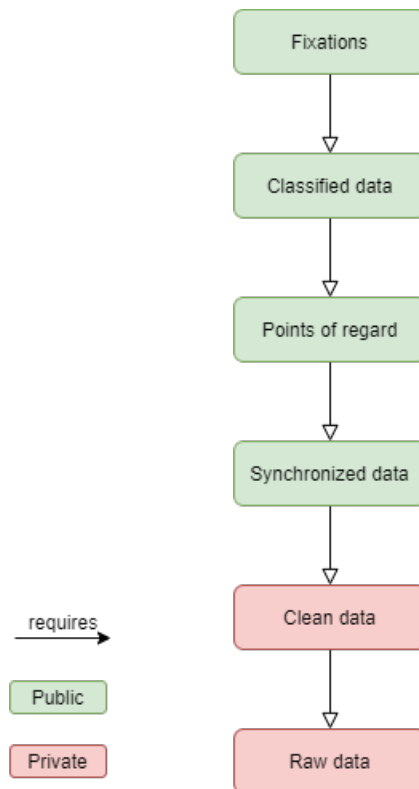 Fixations
Classified data
Points of regard
Synchronized data
Clean data
Raw data
requires
Public
Private